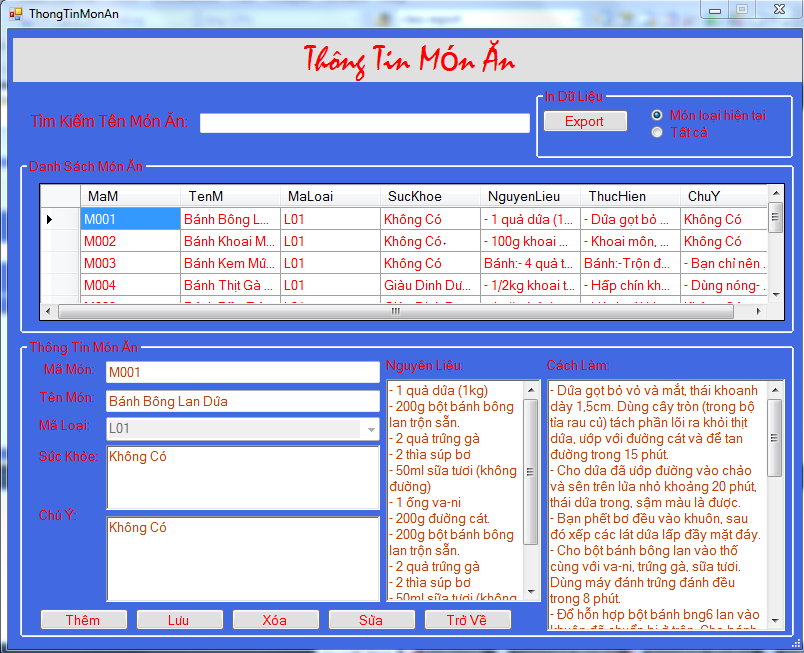 ThongTinMonAn
Thông Tin Món Ăn
In Dữ Liệu
Tìm Kiếm Tên Món Ăn:
Export
Món loại hiện tại
Tất cả
Danh Sách Món Ăn
MaM TenM MaLoai SucKhoe NguyenLieu ThucHien ChuY
M001 Bánh Bông L... L01 Không Có - 1 quả dứa (1... - Dứa gọt bỏ ... Không Có
M002 Bánh Khoai M... L01 Không Có. - 100g khoai ... - Khoai môn, ... Không Có
M003 Bánh Kem Mứ... L01 Không Có Bánh:- 4 quả t... Bánh:-Trộn đ... - Bạn chỉ nên .
M004 Bánh Thịt Gà ... L01 Giàu Dinh Dư... - 1/2kg khoai t... - Hấp chín kh... - Dùng nóng- .
Thông Tin Món Ăn
Mã Món: M001
Tên Món: Bánh Bông Lan Dứa
Mã Loại: L01
Sức Khỏe: Không Có
Chú Ý: Không Có
Nguyên Liệu:
- 1 quả dứa (1kg)
- 200g bột bánh bông
lan trộn sẵn.
- 2 quả trứng gà
- 2 thìa súp bơ
- 50ml sữa tươi (không
đường)
- 1 ống va-ni
- 200g đường cát.
- 200g bột bánh bông
lan trộn sẵn.
- 2 quả trứng gà
- 2 thìa súp bơ
- 50ml sữa tươi (không
Cách Làm:
- Dứa gọt bỏ vỏ và mắt, thái khoanh
dày 1,5cm. Dùng cây tròn (trong bộ
tỉa rau củ) tách phần lõi ra khỏi thịt
dứa, ướp với đường cát và để tan
đường trong 15 phút.
- Cho dứa đã ướp đường vào chảo
và sên trên lửa nhỏ khoảng 20 phút,
thái dứa trong, sậm màu là được.
- Bạn phết bơ đều vào khuôn, sau
đó xếp các lát dứa lấp đầy mặt đáy.
- Cho bột bánh bông lan vào thố
cùng với va-ni, trứng gà, sữa tươi.
Dùng máy đánh trứng đánh đều
trong 8 phút.
- Đổ hỗn hợp bột bánh bng6 lan vào
Thêm Lưu Xóa Sửa Trở Về